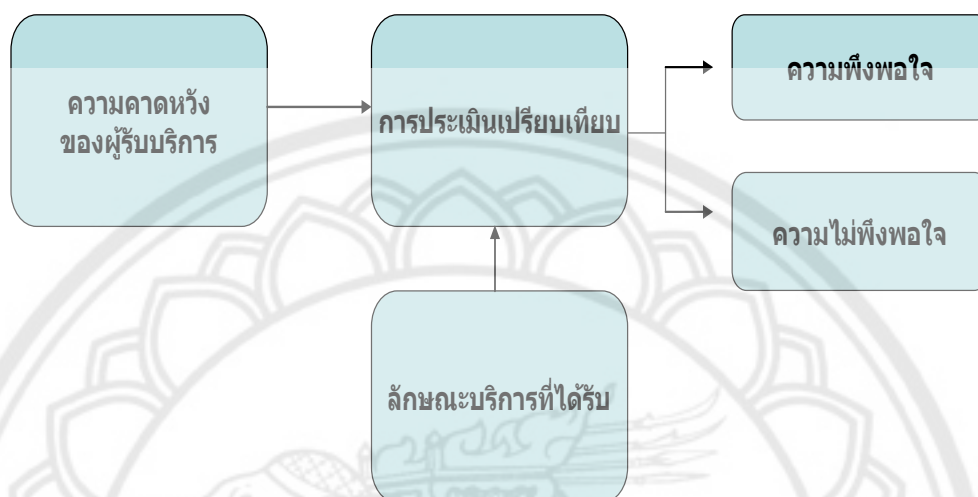 ความคาดหวัง
ของผู้รับบริการ
การประเมินเปรียบเทียบ
ความพึงพอใจ
ความไม่พึงพอใจ
ลักษณะบริการที่ได้รับ